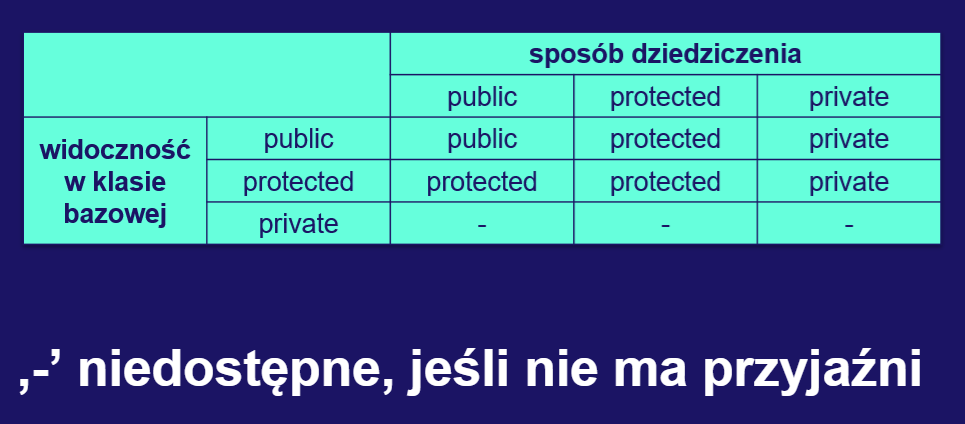 sposób dziedziczenia
public protected private
widoczność w klasie bazowej
public public protected private
protected protected protected private
private - - -
‚-’ niedostępne, jeśli nie ma przyjaźni